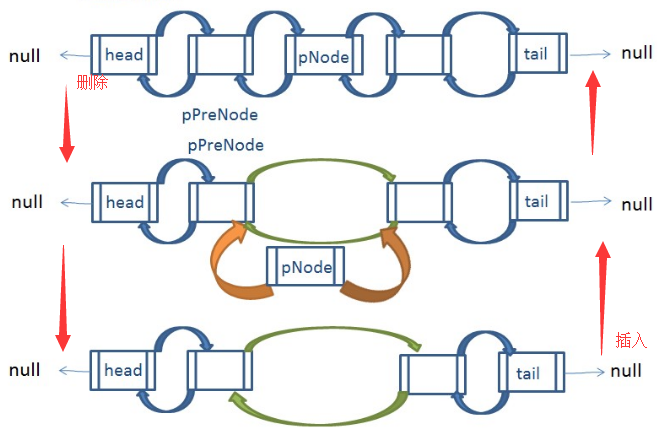 null head pNode tail null
删除
pPreNode
pPreNode
null head tail null
pNode
插入
null head tail null